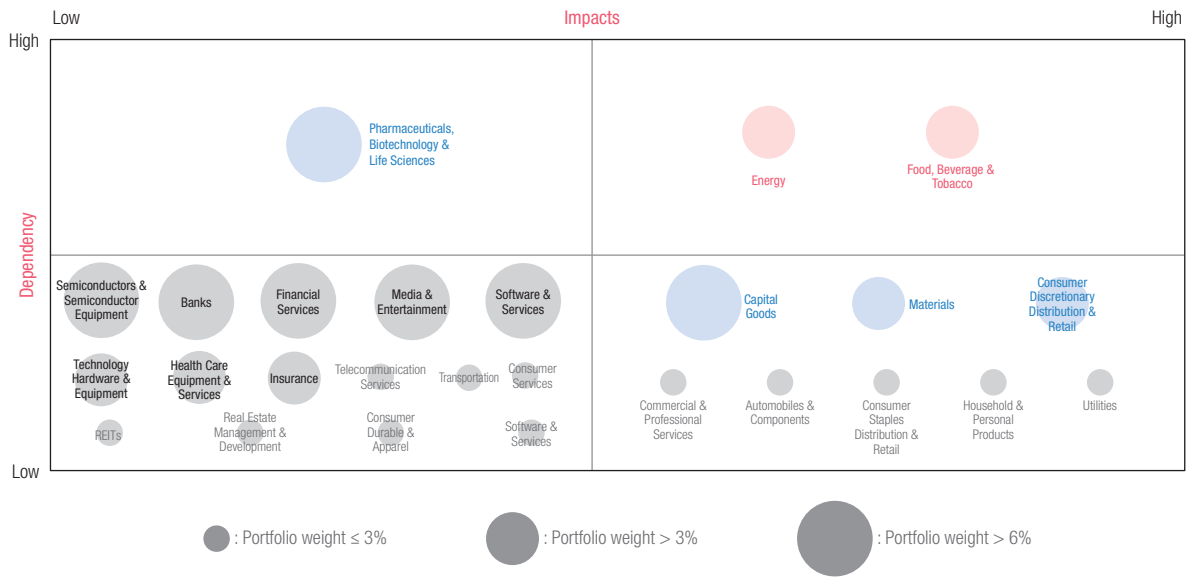 Low
Impacts
High
High
Dependency
Low
Pharmaceuticals,
Biotechnology &
Life Sciences
Energy
Food, Beverage &
Tobacco
Semiconductors &
Semiconductor
Equipment
Banks
Financial
Services
Media &
Entertainment
Software &
Services
Capital
Goods
Materials
Consumer
Discretionary
Distribution &
Retail
Technology
Hardware &
Equipment
Health Care
Equipment &
Services
Insurance
Telecommunication
Services
Transportation
Consumer
Services
REITs
Real Estate
Management &
Development
Consumer
Durable &
Apparel
Software &
Services
Commercial &
Professional
Services
Automobiles &
Components
Consumer
Staples
Distribution &
Retail
Household &
Personal
Products
Utilities
: Portfolio weight ≤ 3%
: Portfolio weight > 3%
: Portfolio weight > 6%